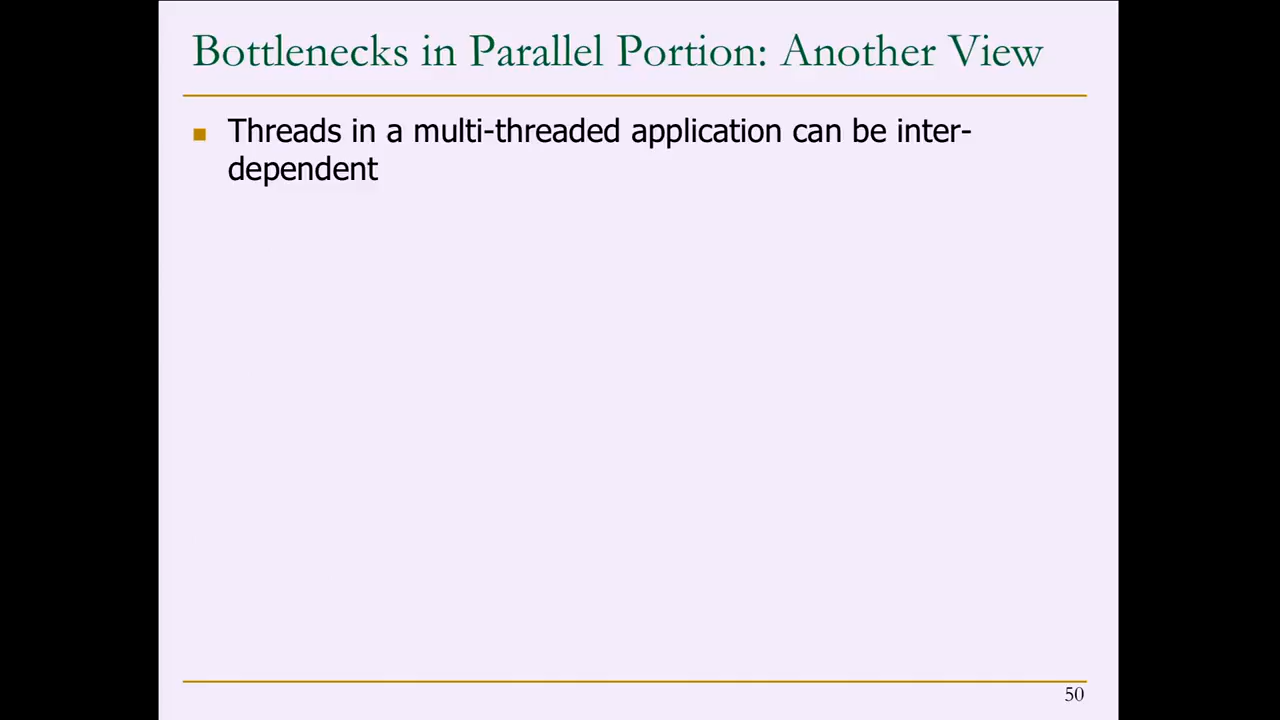 Bottlenecks in Parallel Portion: Another View
Threads in a multi-threaded application can be inter-
dependent
50